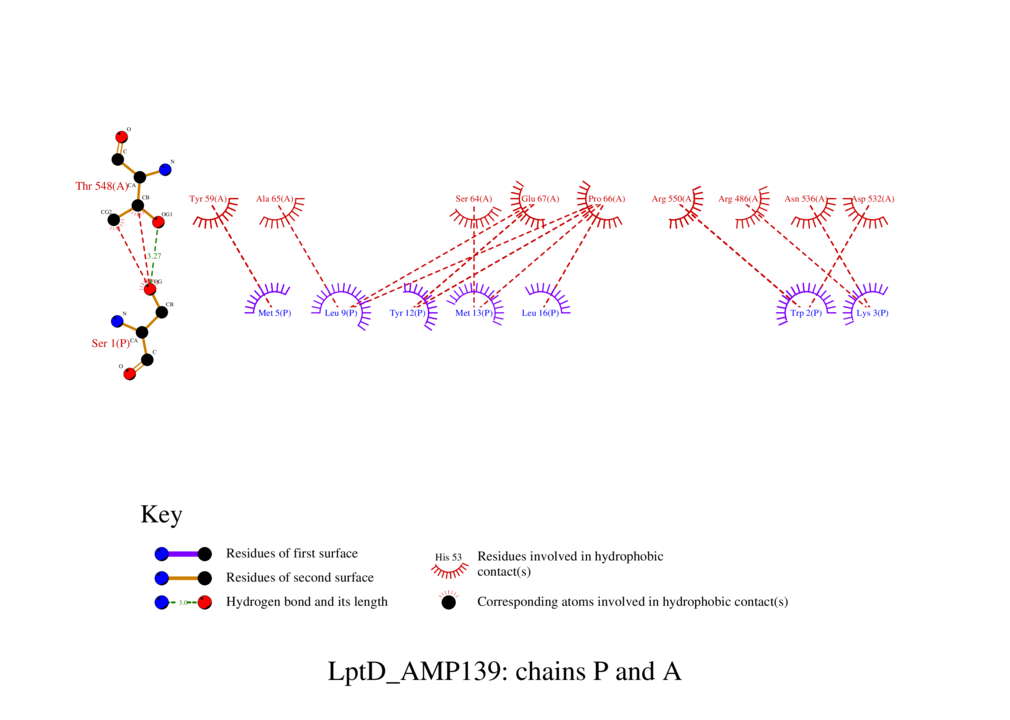 O
C
N
Thr 548(A)
CA
CB
CG2
OG1
Tyr 59(A)
Ala 65(A)
Ser 64(A)
Glu 67(A)
Pro 66(A)
Arg 550(A)
Arg 486(A)
Asn 536(A)
Asp 532(A)
3.27
OG
CB
N
CA
Ser 1(P)
C
O
Met 5(P)
Leu 9(P)
Tyr 12(P)
Met 13(P)
Leu 16(P)
Trp 2(P)
Lys 3(P)
Key
Residues of first surface
Residues of second surface
3.0
Hydrogen bond and its length
His 53
Residues involved in hydrophobic
contact(s)
Corresponding atoms involved in hydrophobic contact(s)
LptD_AMP139: chains P and A